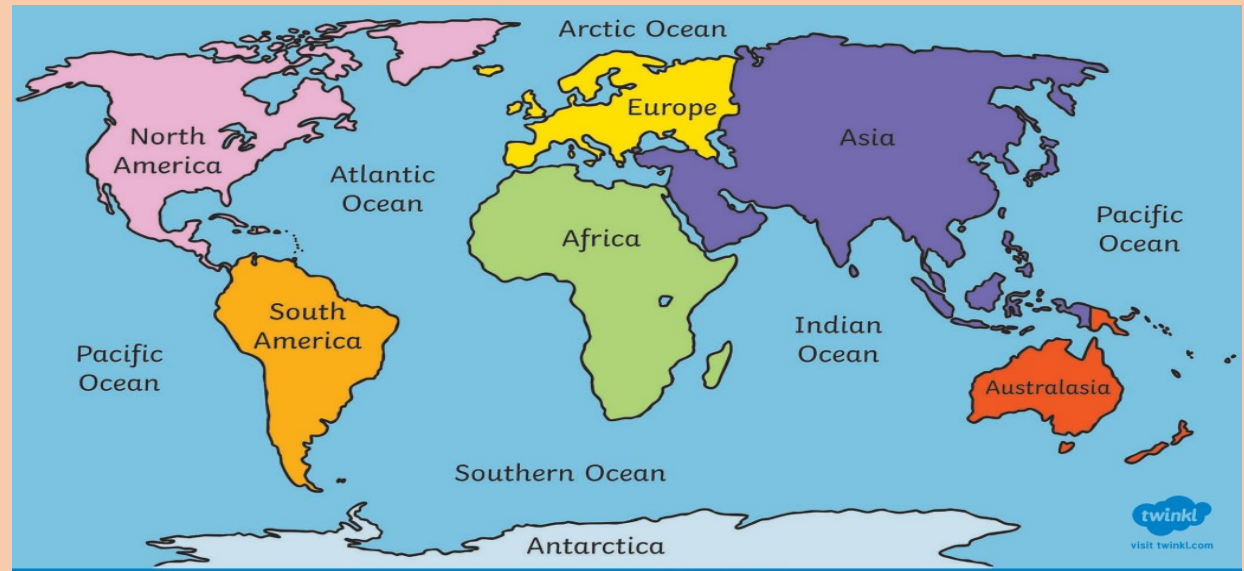 Arctic Ocean
Europe
Asia
North
America
Atlantic
Ocean
Pacific
Ocean
Africa
South
America
Indian
Ocean
Pacific
Ocean
Australasia
Southern Ocean
twinkl
visit twinkl.com
Antarctica